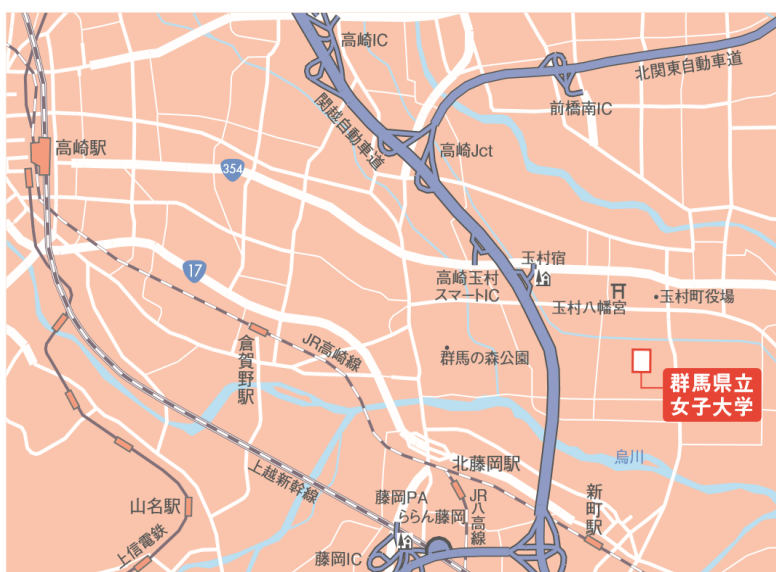 高崎IC
北関東自動車道
前橋南IC
関越自動車道
高崎駅
高崎Jct
354
玉村宿
17
高崎玉村
スマートIC
玉村八幡宮
玉村町役場
倉賀野駅
JR高崎線
群馬の森公園
群馬県立
女子大学
烏川
北藤岡駅
上越新幹線
藤岡PA
ららん藤岡
JR八高線
新町駅
山名駅
上信電鉄
藤岡IC